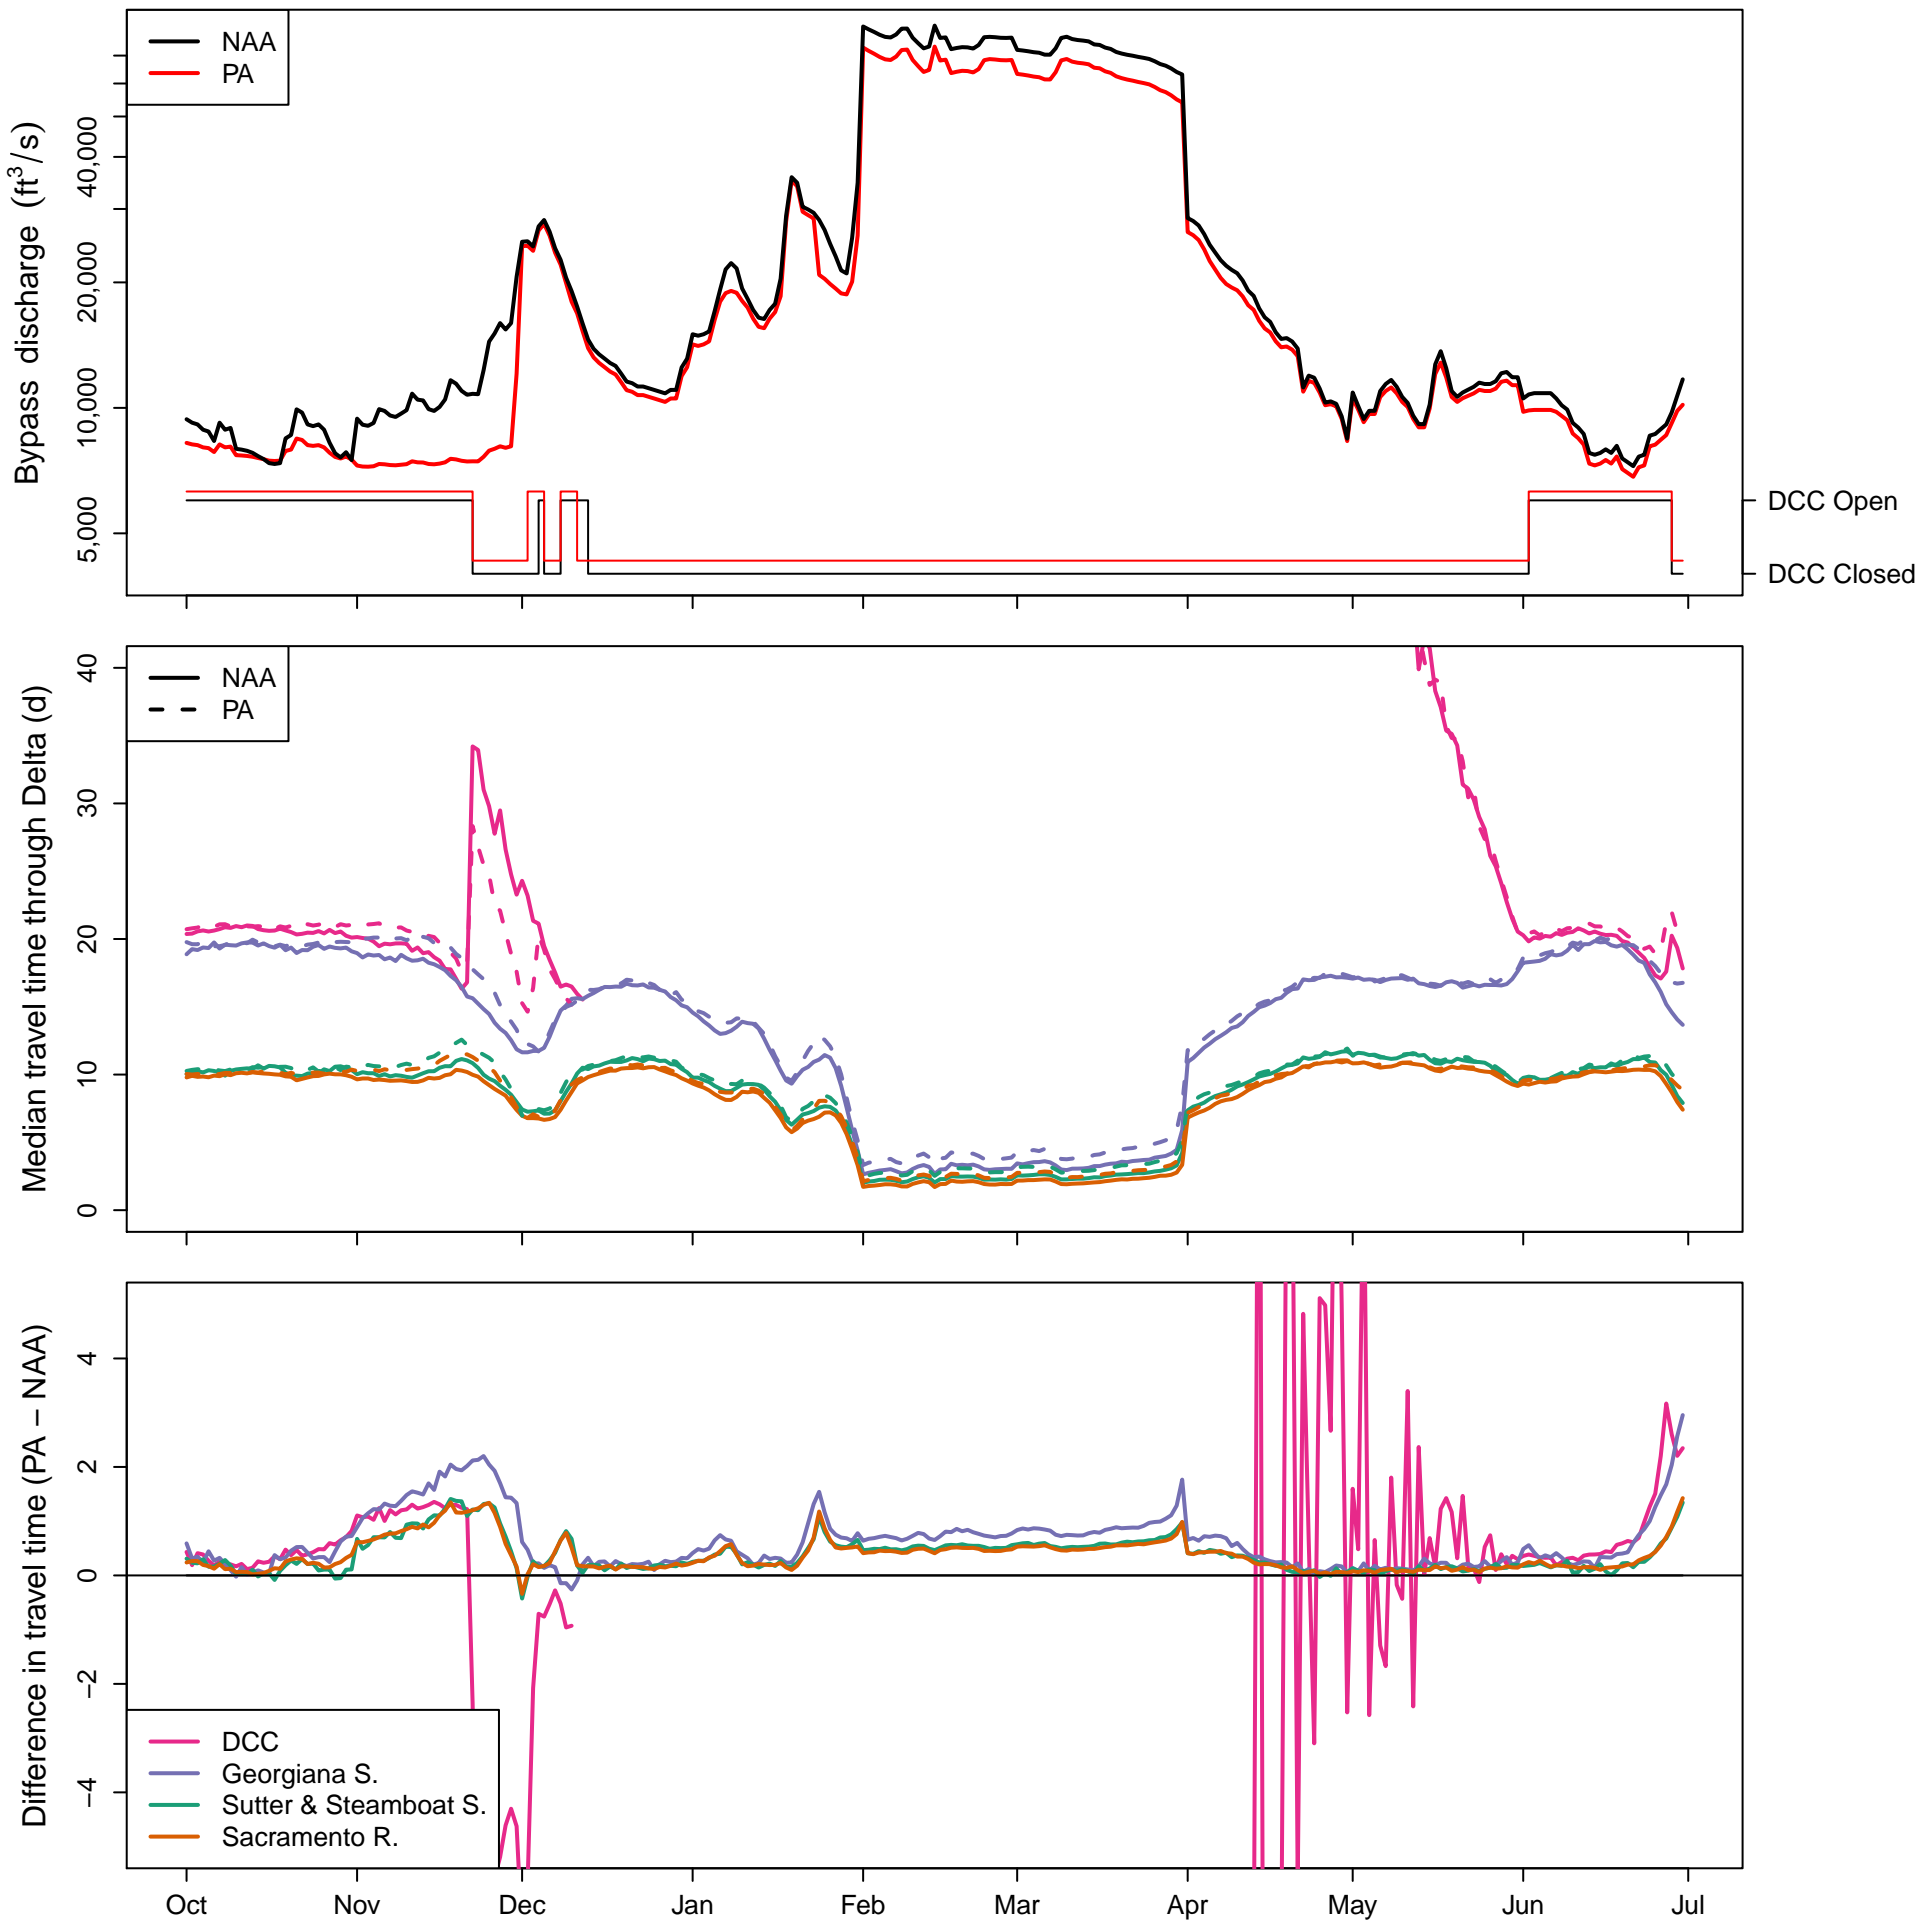 NAA
PA
Bypass discharge (ft³/s)
40,000
20,000
10,000
5,000
DCC Open
DCC Closed
NAA
PA
Median travel time through Delta (d)
40
30
20
10
0
Difference in travel time (PA − NAA)
4
2
0
−2
−4
DCC
Georgiana S.
Sutter & Steamboat S.
Sacramento R.
Oct Nov Dec Jan Feb Mar Apr May Jun Jul